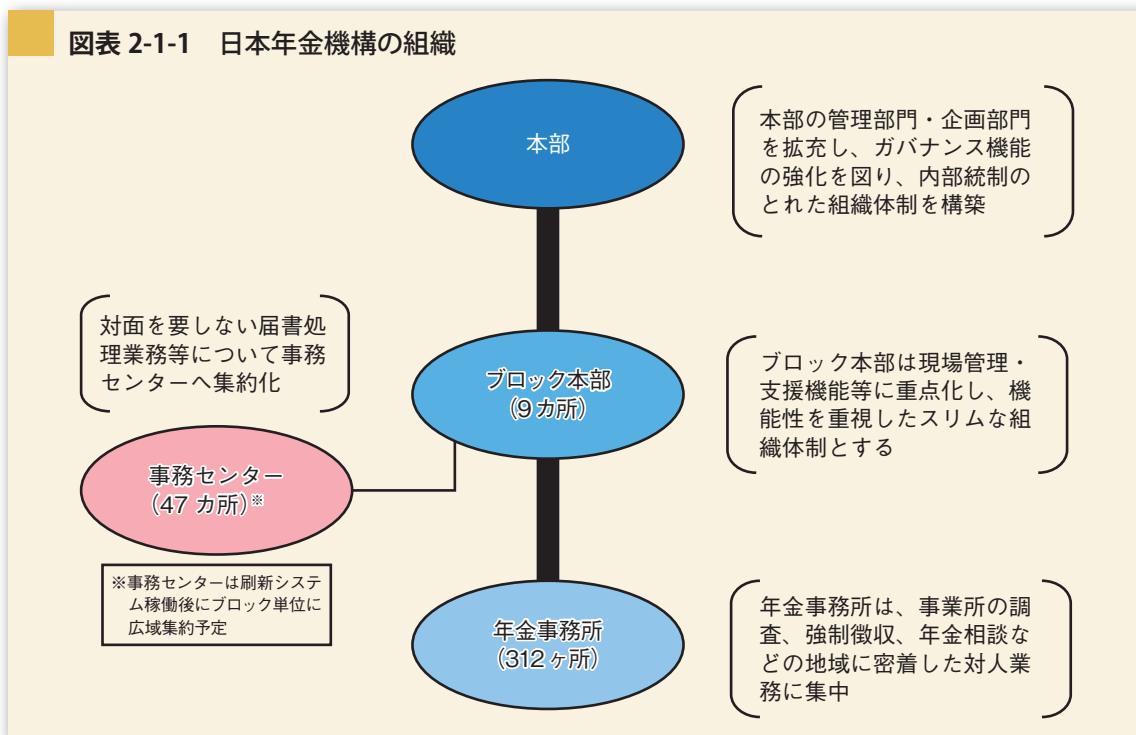 図表 2-1-1 日本年金機構の組織
本部
本部の管理部門・企画部門
を拡充し、ガバナンス機能
の強化を図り、内部統制の
とれた組織体制を構築
対面を要しない届書処
理業務等について事務
センターへ集約化
ブロック本部
（9 カ所）
ブロック本部は現場管理・
支援機能等に重点化し、機
能性を重視したスリムな組
織体制とする
事務センター
（47 カ所）※
※事務センターは刷新システ
ム稼働後にブロック単位に
広域集約予定
年金事務所
（312 ヶ所）
年金事務所は、事業所の調
査、強制徴収、年金相談な
どの地域に密着した対人業
務に集中